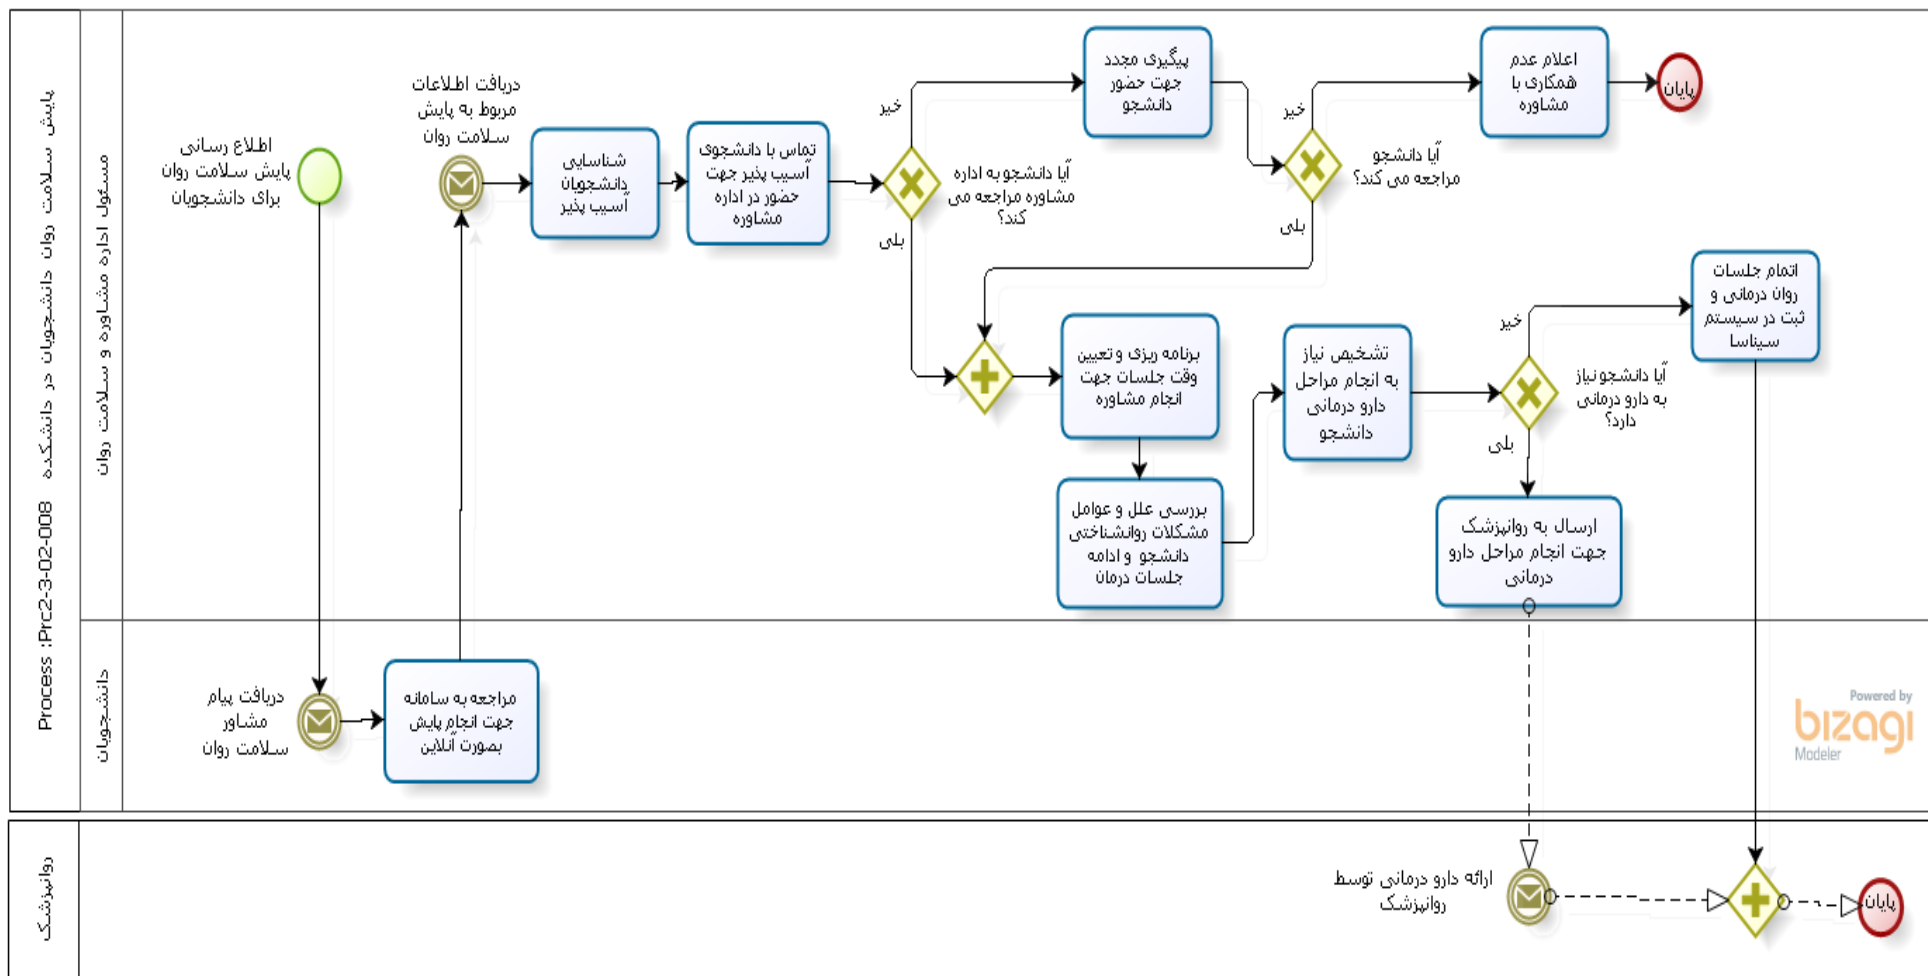 Process :Prc2-3-02-008 پایش سلامت روان دانشجویان در دانشکده
مسئول اداره مشاوره و سلامت روان
اطلاع رسانی
پایش سلامت روان
برای دانشجویان
دریافت اطلاعات
مربوط به پایش
سلامت روان
شناسایی
دانشجویان
آسیب پذیر
تماس با دانشجوی
آسیب پذیر جهت
حضور در اداره
مشاوره
آیا دانشجو به اداره
مشاوره مراجعه می
کند؟
خیر
بلی
پیگیری مجدد
جهت حضور
دانشجو
آیا دانشجو
مراجعه می کند؟
خیر
بلی
اعلام عدم
همکاری با
مشاوره
پایان
برنامه ریزی و تعیین
وقت جلسات جهت
انجام مشاوره
بررسی علل و عوامل
مشکلات روانشناختی
دانشجو و ادامه
جلسات درمان
تشخیص نیاز
به انجام مراحل
دارو درمانی
دانشجو
آیا دانشجو نیاز
به دارو درمانی
دارد؟
خیر
بلی
اتمام جلسات
روان درمانی و
ثبت در سیستم
سیناسا
ارسال به روانپزشک
جهت انجام مراحل دارو
درمانی
دانشجویان
دریافت پیام
مشاور
سلامت روان
مراجعه به سامانه
جهت انجام پایش
بصورت آنلاین
Powered by
bizagi
Modeler
روانپزشک
ارائه دارو درمانی توسط
روانپزشک
پایان